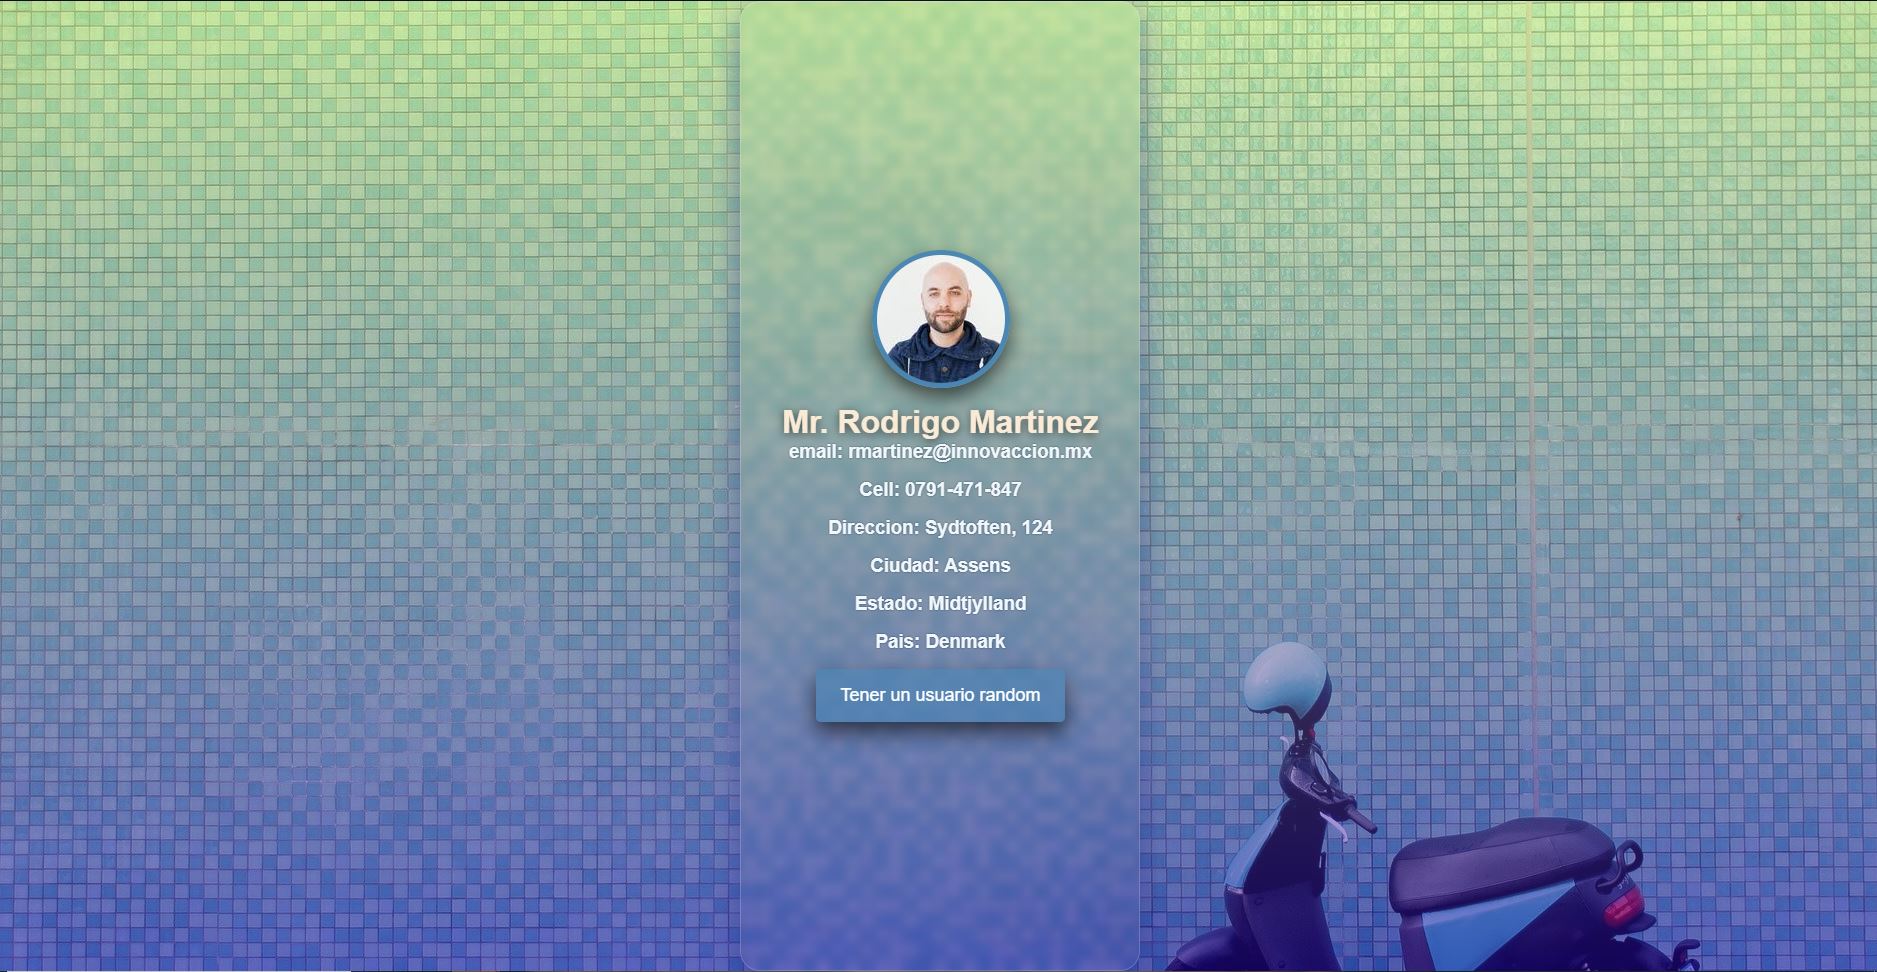 Mr. Rodrigo Martinez
email: rmartinez@innovaccion.mx
Cell: 0791-471-847
Direccion: Sydtoften, 124
Ciudad: Assens
Estado: Midtjylland
Pais: Denmark
Tener un usuario random